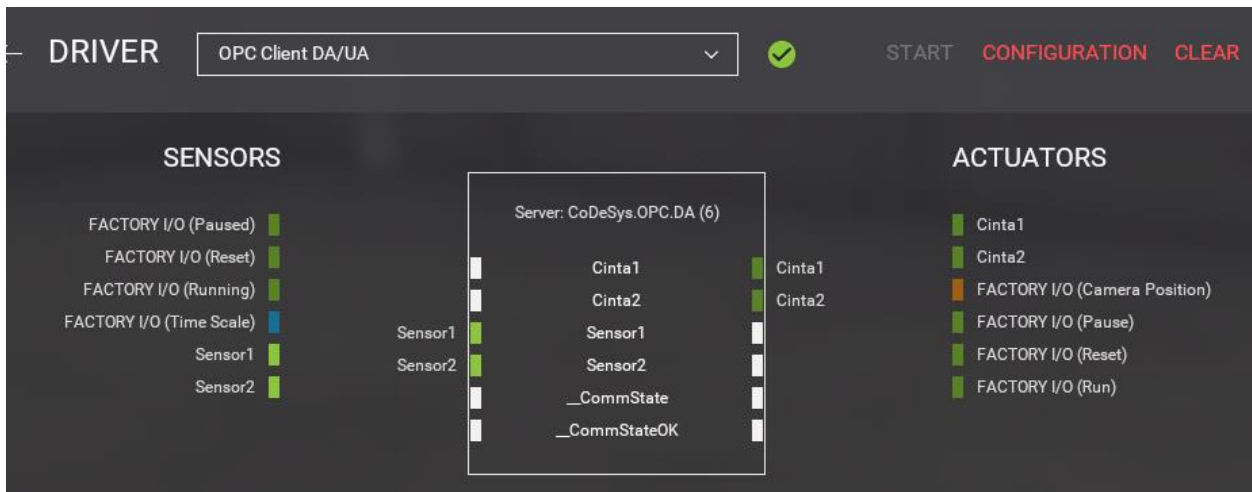 DRIVER
OPC Client DA/UA
START CONFIGURATION CLEAR
SENSORS
FACTORY I/O (Paused)
FACTORY I/O (Reset)
FACTORY I/O (Running)
FACTORY I/O (Time Scale)
Sensor1
Sensor2
Server: CoDeSys.OPC.DA (6)
Cinta1 Cinta1
Cinta2 Cinta2
Sensor1 Sensor1
Sensor2 Sensor2
__CommState
__CommStateOK
ACTUATORS
Cinta1
Cinta2
FACTORY I/O (Camera Position)
FACTORY I/O (Pause)
FACTORY I/O (Reset)
FACTORY I/O (Run)